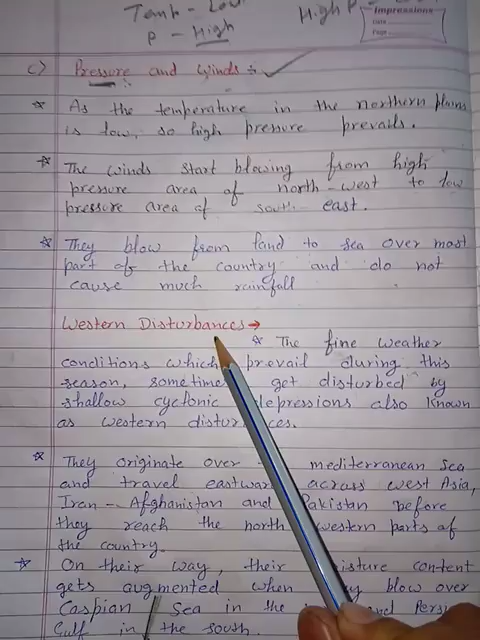 Temp - Low
P - High
High P -
Impressions
Date
Page
c) Pressure and Winds :-
As the temperature in the northern plains
is low, so high pressure prevails.
The winds start blowing from high
pressure area of north-west to low
pressure area of south-east.
They blow from land to sea over most
part of the country and do not
cause much rainfall
Western Disturbances →
The fine weather
conditions which prevail during this
season, sometime get disturbed by
shallow cyclonic depressions also known
as western distur ces.
They originate over mediterranean sea
and travel eastwar across west Asia,
Iran - Afghanistan and Pakistan before
they reach the north western parts of
the country.
On their way, their isture content
gets augmented when y blow over
Caspian Sea in the Pers
Gulf in the south.